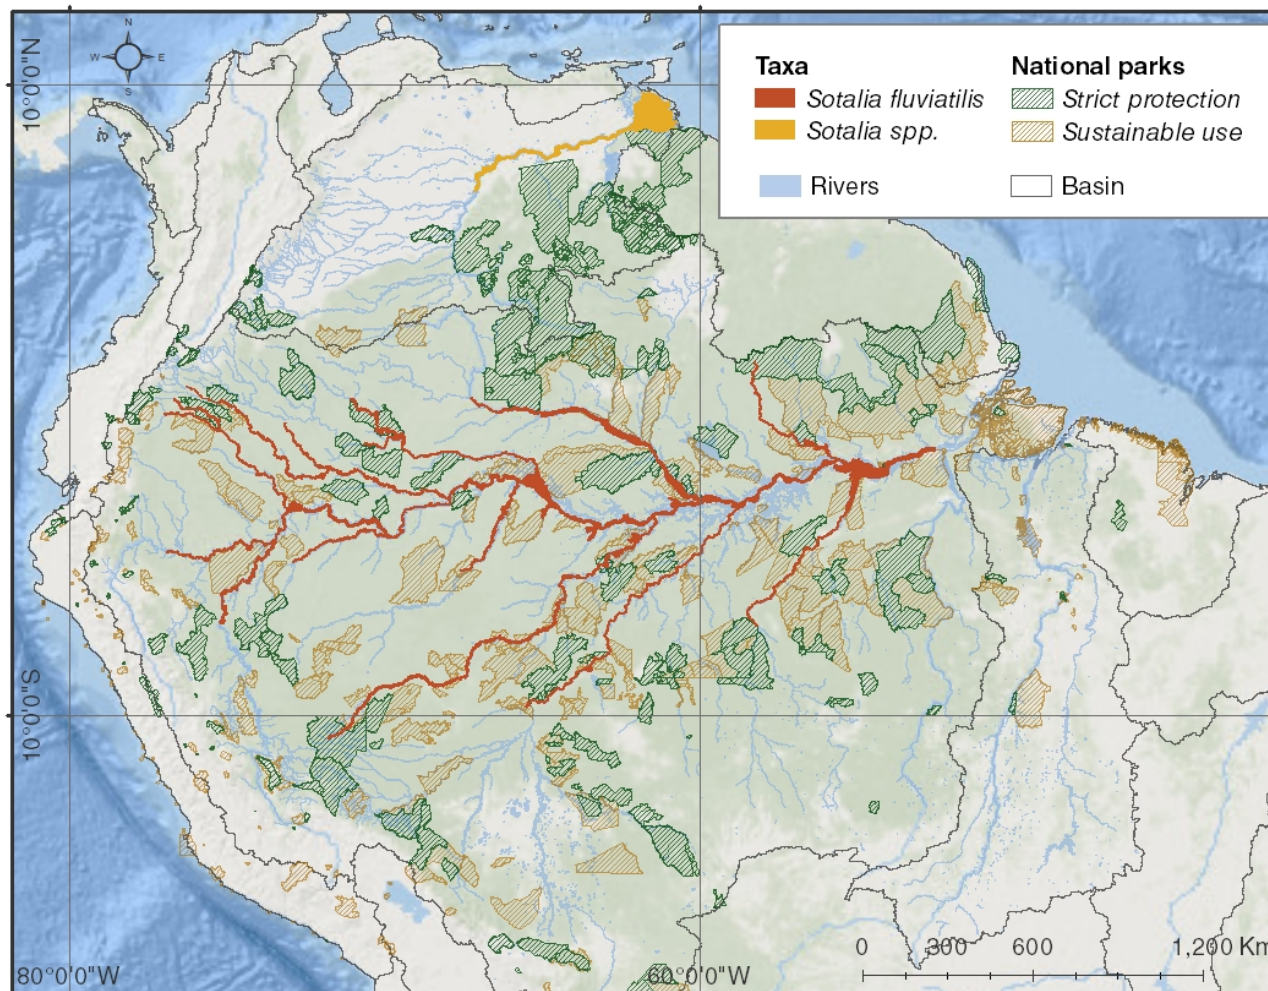 N
W E
S
10°0'0"N
Taxa
Sotalia fluviatilis
Sotalia spp.
National parks
Strict protection
Sustainable use
Rivers
Basin
10°0'0"S
80°0'0"W
60°0'0"W
0 300 600 1,200 Km